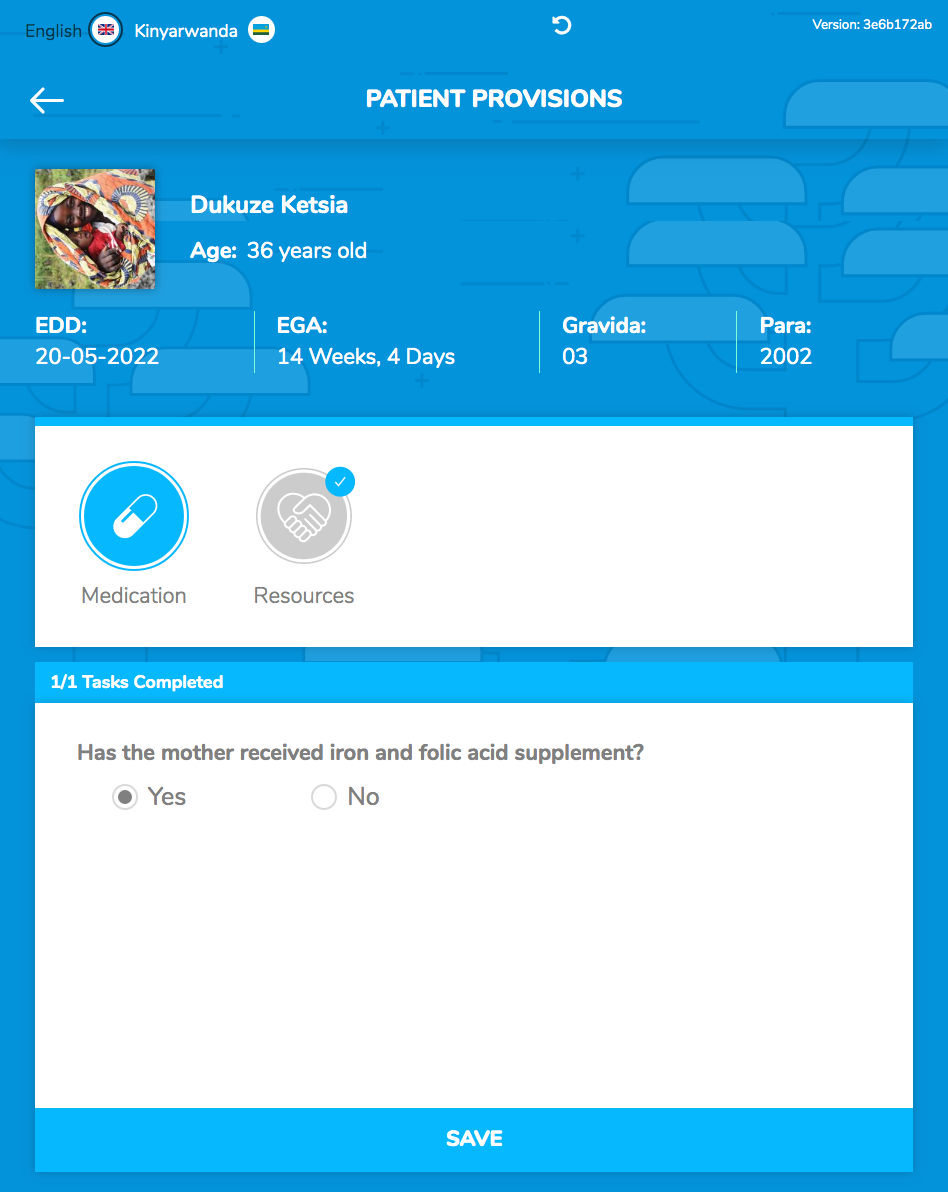 English Kinyarwanda Version: 3e6b172ab
PATIENT PROVISIONS
Dukuze Ketsia
Age: 36 years old
EDD: EGA: Gravida: Para:
20-05-2022 14 Weeks, 4 Days 03 2002
Medication Resources
1/1 Tasks Completed
Has the mother received iron and folic acid supplement?
Yes No
SAVE